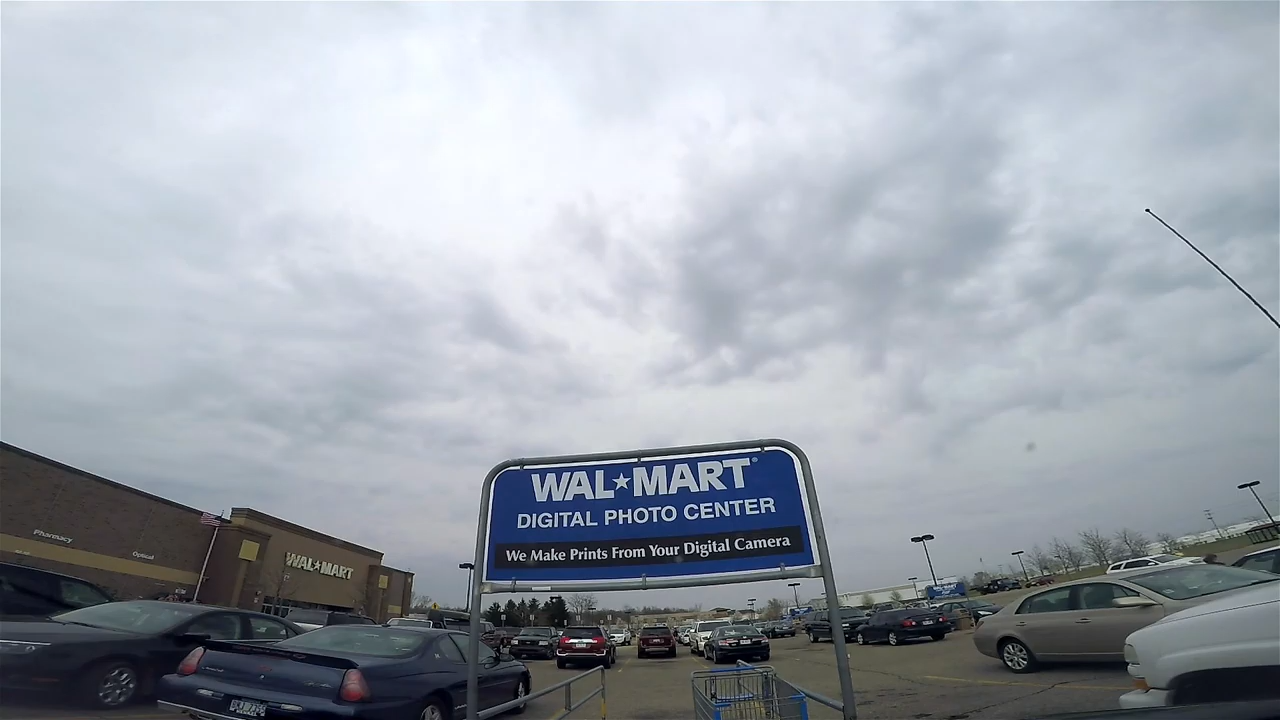 WAL★MART®
DIGITAL PHOTO CENTER
We Make Prints From Your Digital Camera
Pharmacy
Optical
WAL★MART